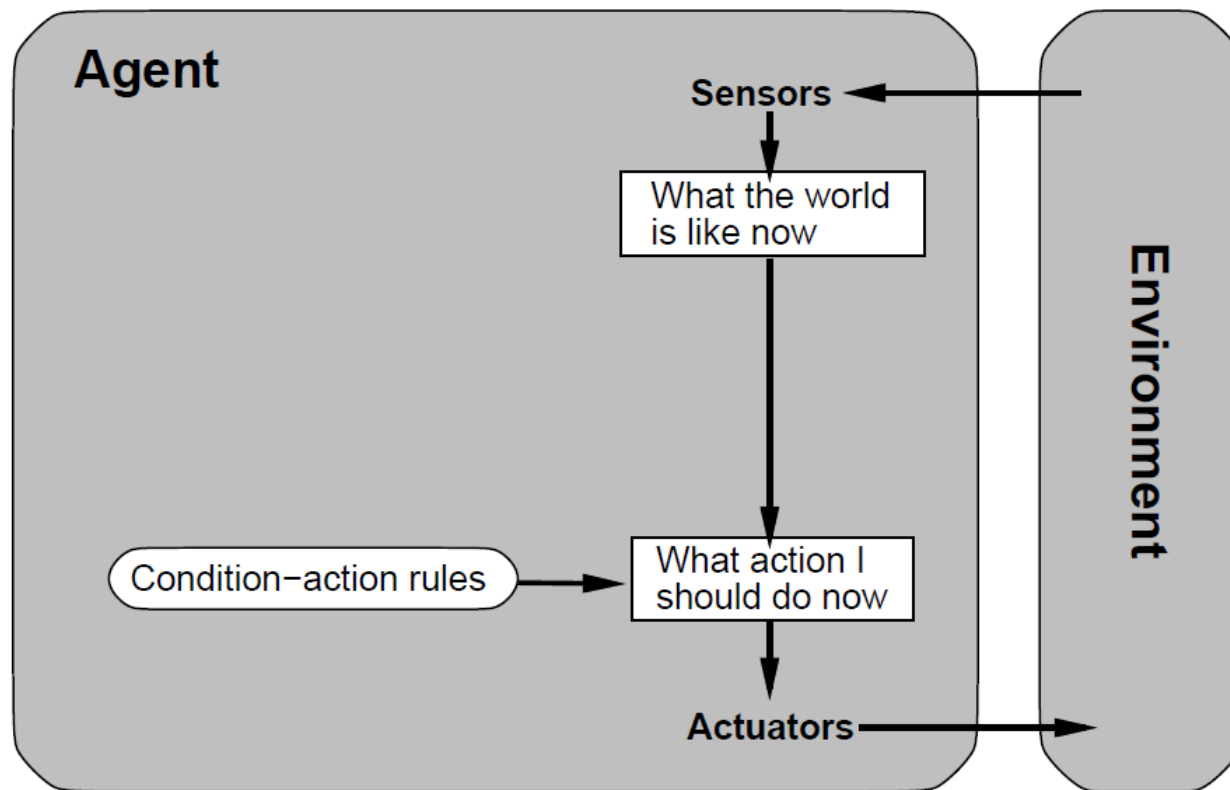 Agent
Sensors
What the world
is like now
Environment
Condition−action rules
What action I
should do now
Actuators